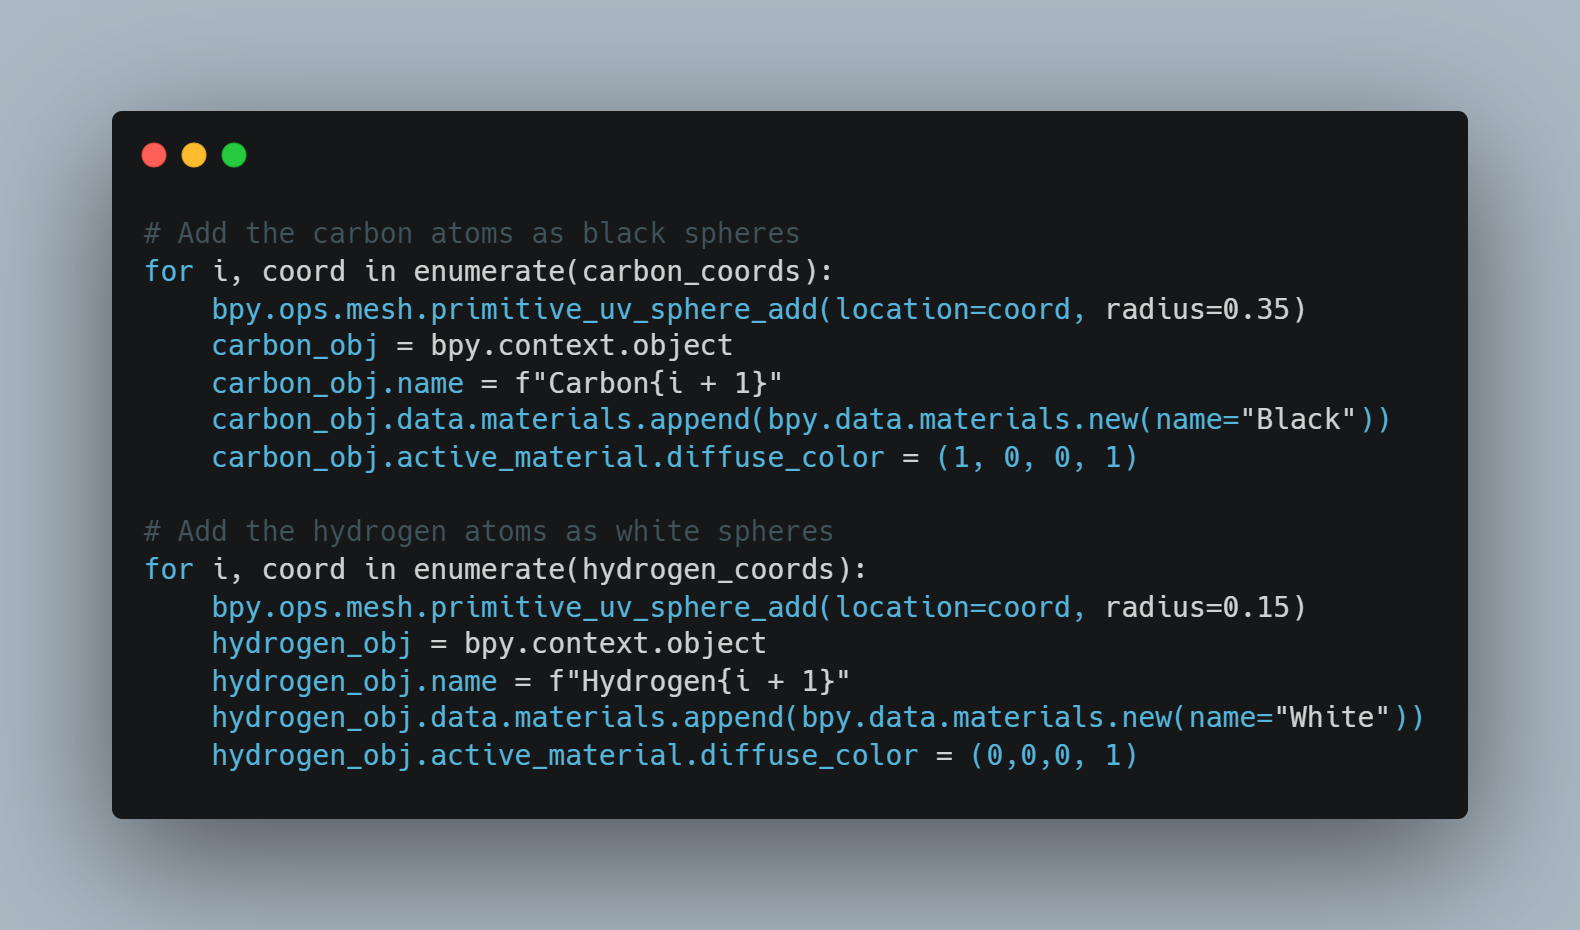 # Add the carbon atoms as black spheres
for i, coord in enumerate(carbon_coords):
    bpy.ops.mesh.primitive_uv_sphere_add(location=coord, radius=0.35)
    carbon_obj = bpy.context.object
    carbon_obj.name = f"Carbon{i + 1}"
    carbon_obj.data.materials.append(bpy.data.materials.new(name="Black"))
    carbon_obj.active_material.diffuse_color = (1, 0, 0, 1)

# Add the hydrogen atoms as white spheres
for i, coord in enumerate(hydrogen_coords):
    bpy.ops.mesh.primitive_uv_sphere_add(location=coord, radius=0.15)
    hydrogen_obj = bpy.context.object
    hydrogen_obj.name = f"Hydrogen{i + 1}"
    hydrogen_obj.data.materials.append(bpy.data.materials.new(name="White"))
    hydrogen_obj.active_material.diffuse_color = (0,0,0, 1)